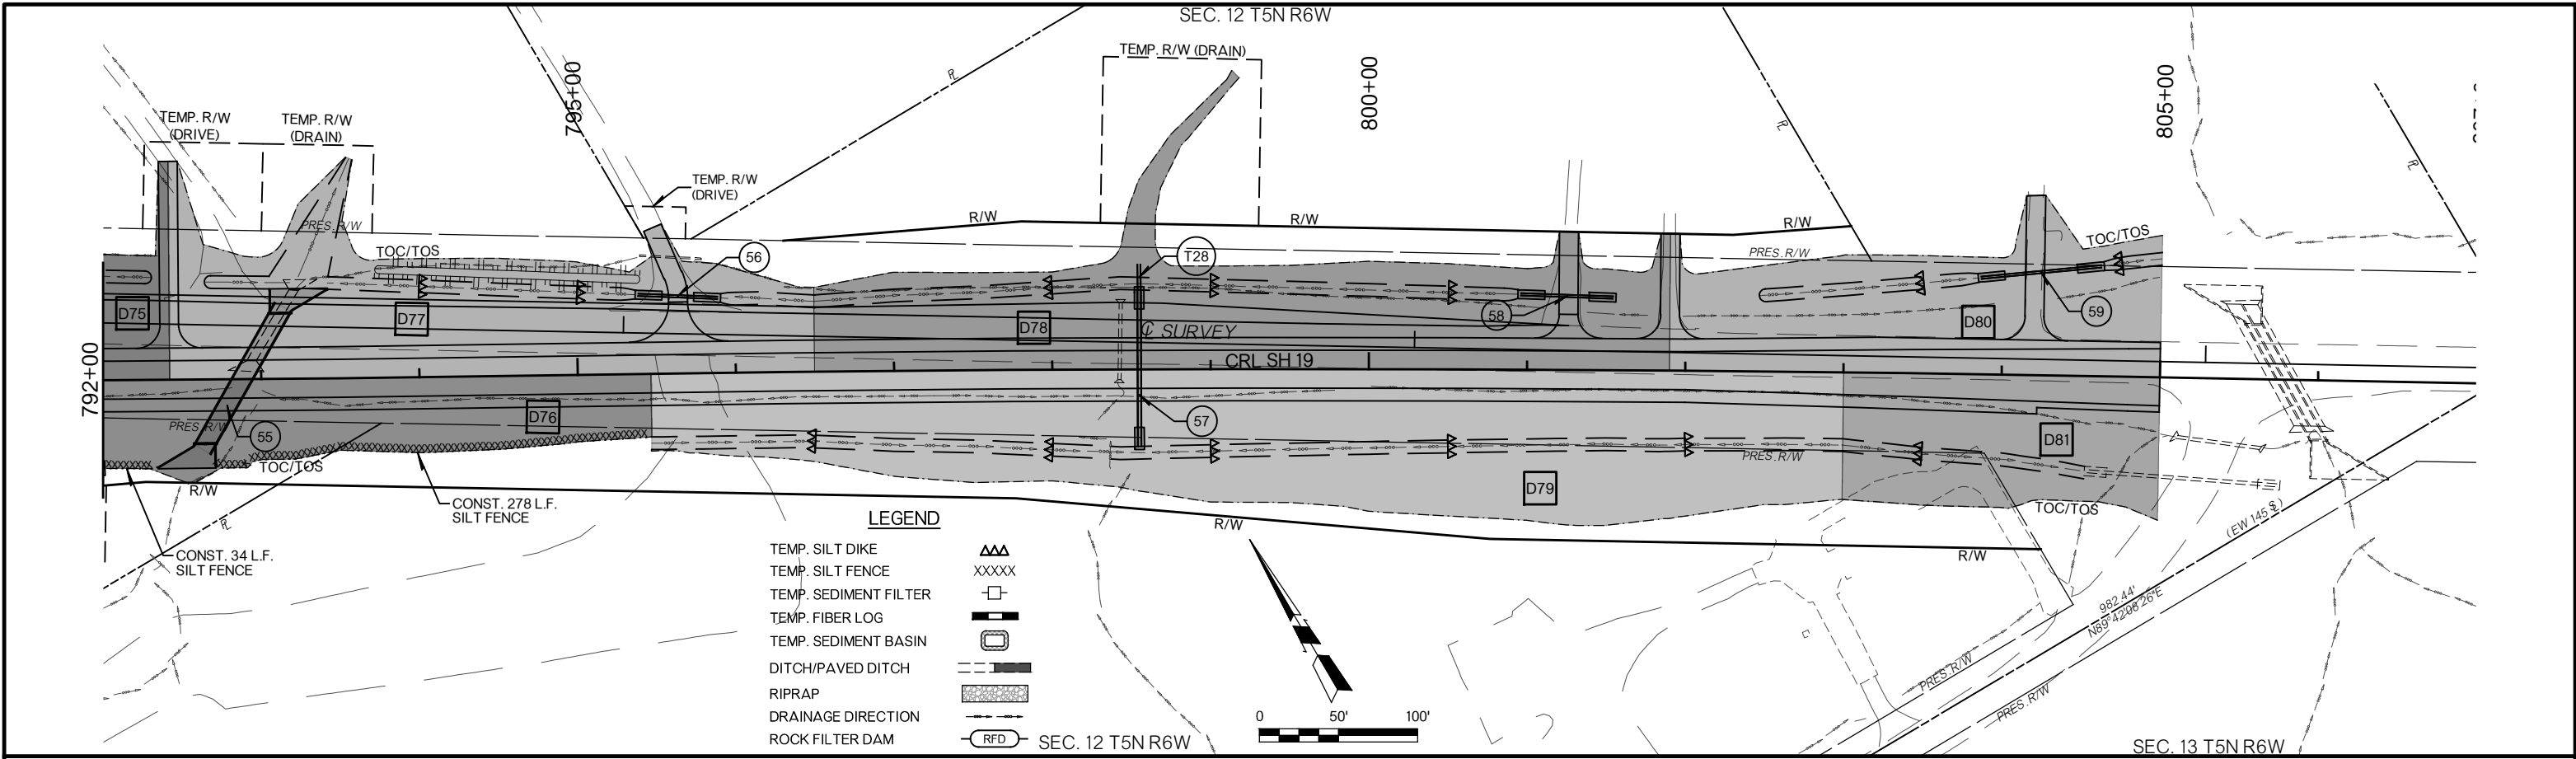 SEC. 12 T5N R6W
TEMP. R/W (DRAIN)
795+00
800+00
805+00
TEMP. R/W
(DRIVE)
TEMP. R/W
(DRAIN)
PL
PL
PL
TEMP. R/W
(DRIVE)
PRES. R/W
R/W
R/W
R/W
TOC/TOS
56
T28
PRES. R/W
TOC/TOS
D75
D77
D78
℄ SURVEY
58
D80
59
792+00
CRL SH 19
D76
57
PRES. R/W
55
TOC/TOS
D81
PRES. R/W
D79
R/W
PL
CONST. 278 L.F.
SILT FENCE
TOC/TOS
(EW 145 S.)
CONST. 34 L.F.
SILT FENCE
R/W
R/W
LEGEND
TEMP. SILT DIKE
TEMP. SILT FENCE XXXXX
TEMP. SEDIMENT FILTER
TEMP. FIBER LOG
TEMP. SEDIMENT BASIN
DITCH/PAVED DITCH
RIPRAP
DRAINAGE DIRECTION
ROCK FILTER DAM RFD
982.44'
N89°42'08.26"E
PRES. R/W
PRES. R/W
0 50' 100'
SEC. 12 T5N R6W
SEC. 13 T5N R6W